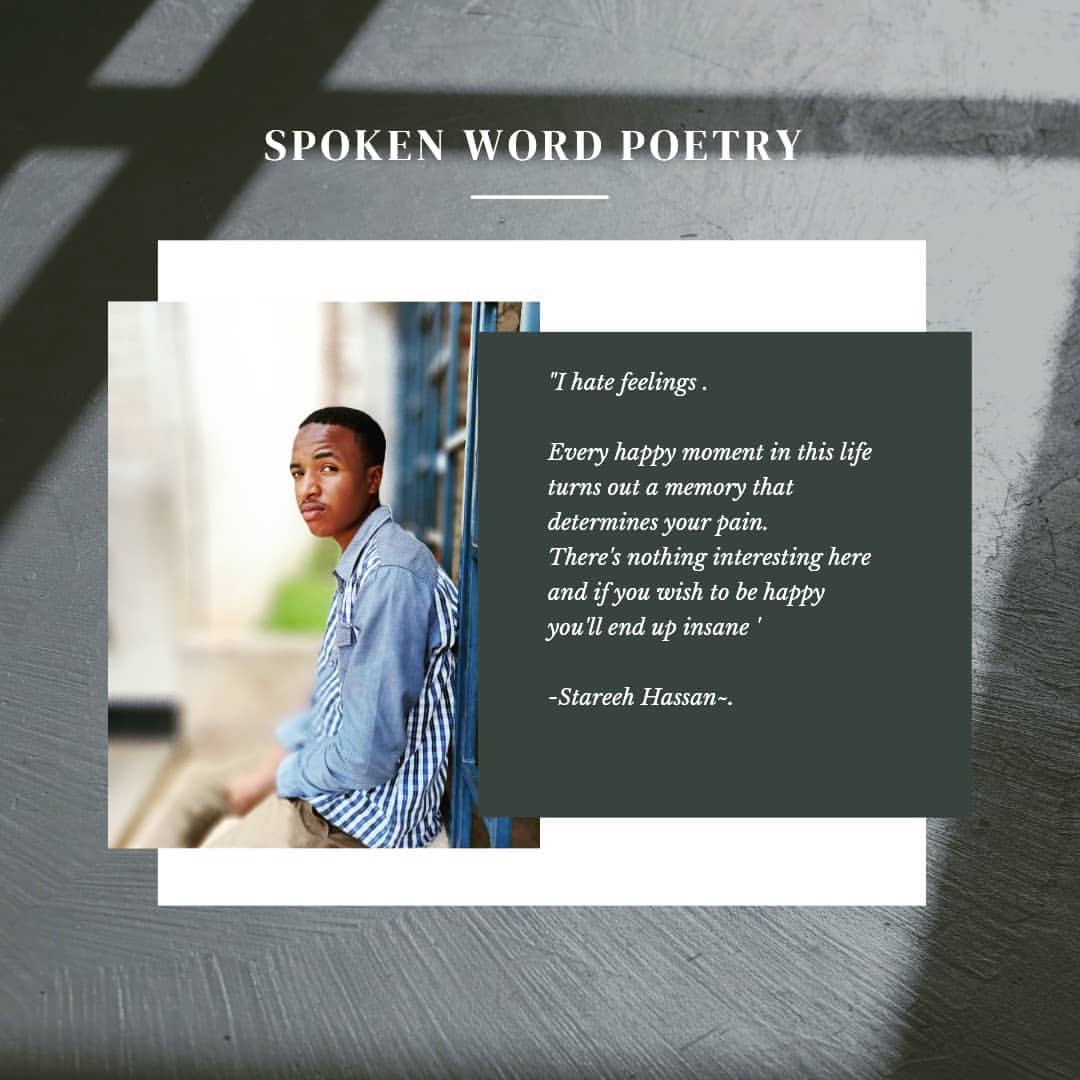 SPOKEN WORD POETRY
"I hate feelings .
Every happy moment in this life
turns out a memory that
determines your pain.
There's nothing interesting here
and if you wish to be happy
you'll end up insane '
-Stareeh Hassan~.